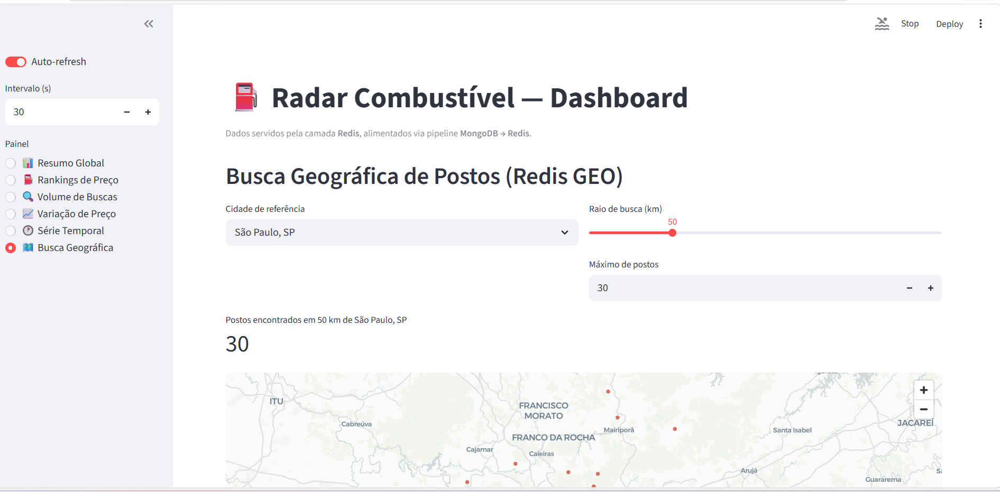 Stop
Deploy
Auto-refresh
Intervalo (s)
30
Painel
Resumo Global
Rankings de Preço
Volume de Buscas
Variação de Preço
Série Temporal
Busca Geográfica
Radar Combustível — Dashboard
Dados servidos pela camada Redis, alimentados via pipeline MongoDB → Redis.
Busca Geográfica de Postos (Redis GEO)
Cidade de referência
São Paulo, SP
Raio de busca (km)
50
Máximo de postos
30
Postos encontrados em 50 km de São Paulo, SP
30
ITU
Cabreúva
FRANCISCO
MORATO
Mairiporã
FRANCO DA ROCHA
Cajamar
Caieiras
Santa Isabel
JACAREÍ
Arujá
Guararema